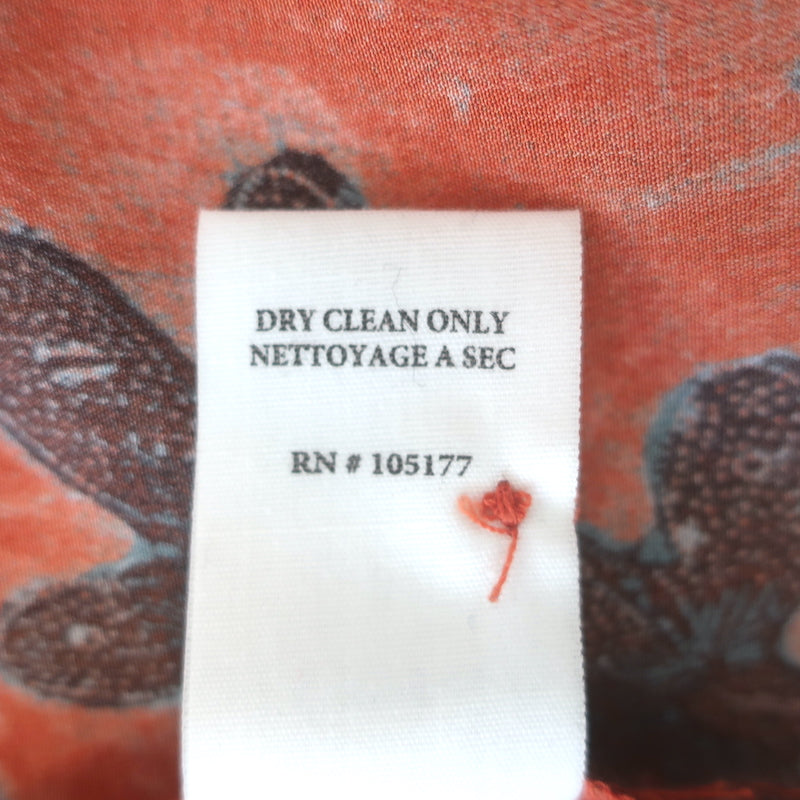 DRY CLEAN ONLY
NETTOYAGE A SEC
RN # 105177